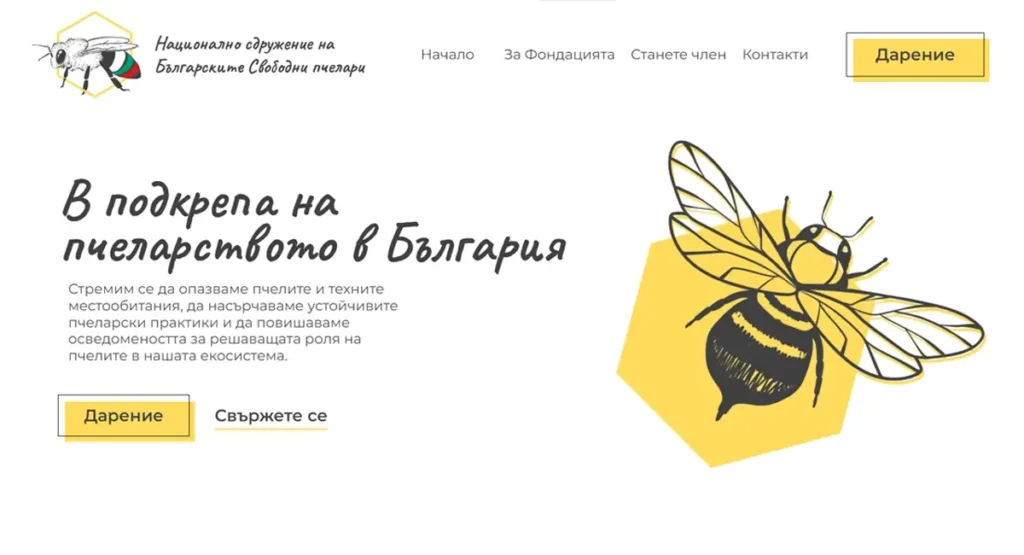 Национално сдружение на
Българските Свободни пчелари
Начало
За Фондацията
Станете член
Контакти
Дарение
В подкрепа на
пчеларството в България
Стремим се да опазваме пчелите и техните
местообитания, да насърчаваме устойчивите
пчеларски практики и да повишаваме
осведомеността за решаващата роля на
пчелите в нашата екосистема.
Дарение
Свържете се